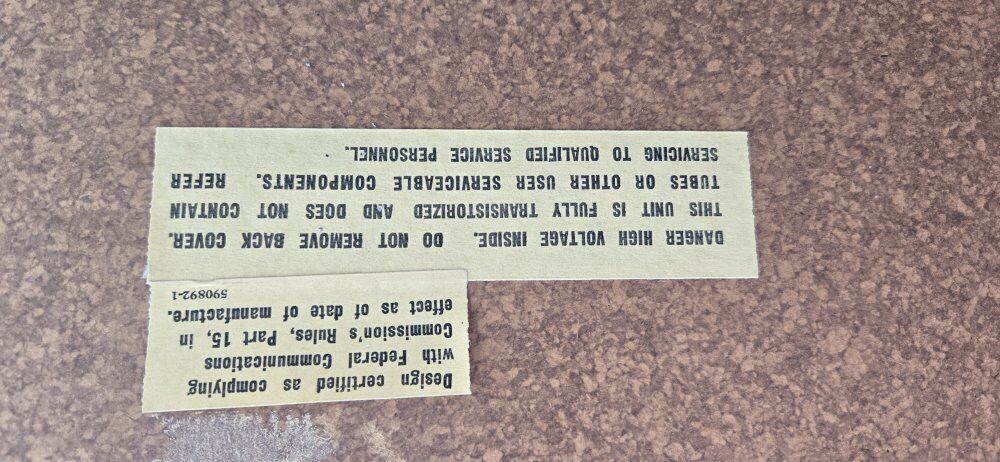 Design certified as complying
with Federal Communications
Commission's Rules, Part 15, in
effect as of date of manufacture.
590892-1
DANGER HIGH VOLTAGE INSIDE. DO NOT REMOVE BACK COVER.
THIS UNIT IS FULLY TRANSISTORIZED AND DOES NOT CONTAIN
TUBES OR OTHER USER SERVICEABLE COMPONENTS. REFER
SERVICING TO QUALIFIED SERVICE PERSONNEL.